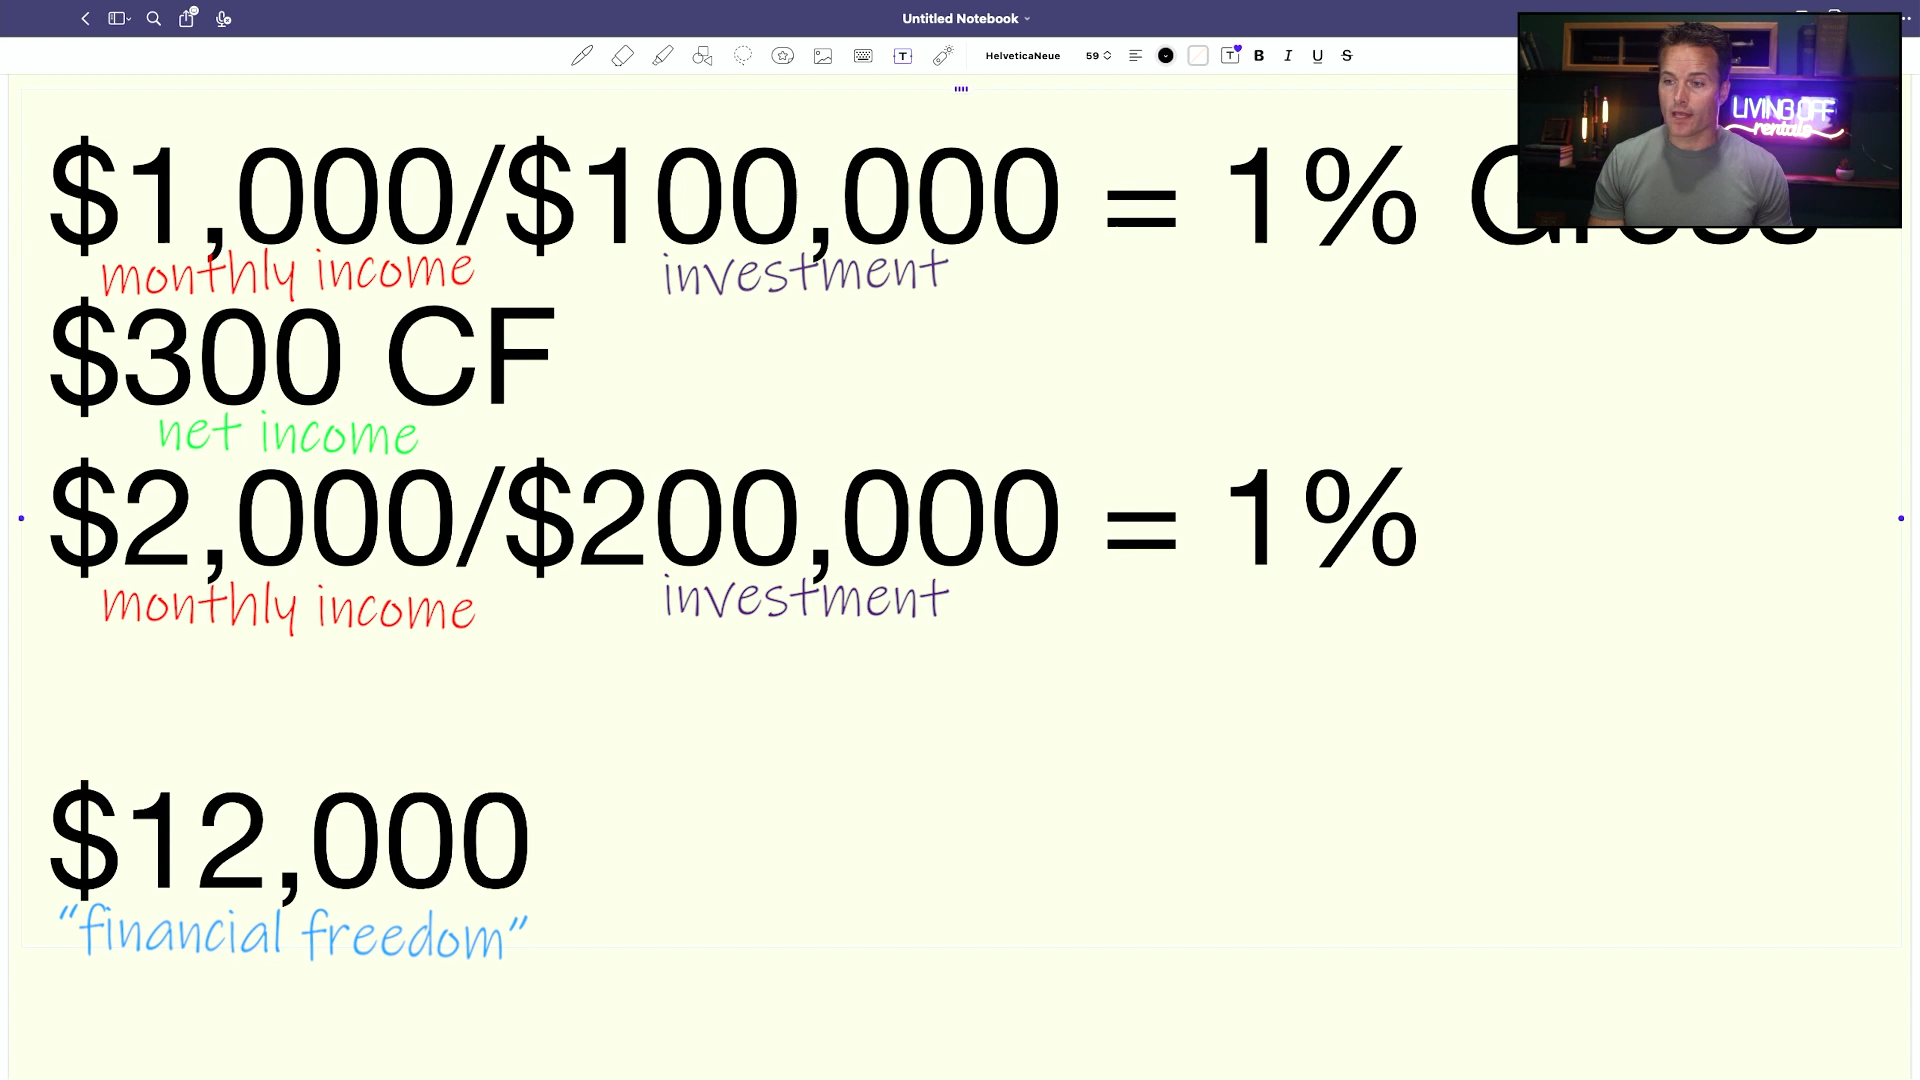 Untitled Notebook
HelveticaNeue 59 B I U S
LIVING OFF
rentals
$1,000/$100,000 = 1% Gross
monthly income investment
$300 CF
net income
$2,000/$200,000 = 1%
monthly income investment
$12,000
“financial freedom”